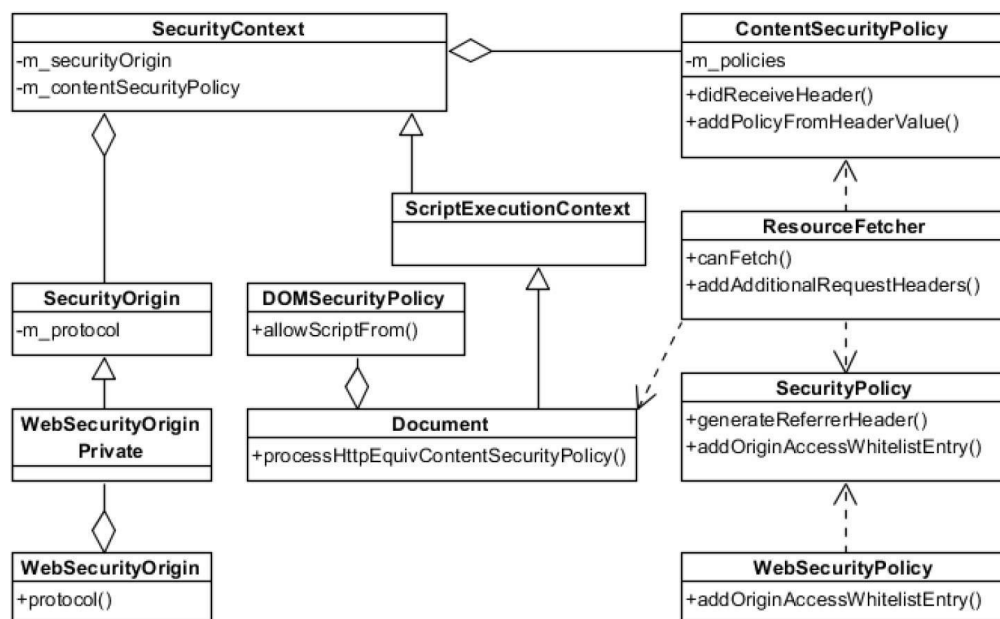 SecurityContext
-m_securityOrigin
-m_contentSecurityPolicy
ContentSecurityPolicy
-m_policies
+didReceiveHeader()
+addPolicyFromHeaderValue()
ScriptExecutionContext
ResourceFetcher
+canFetch()
+addAdditionalRequestHeaders()
SecurityOrigin
-m_protocol
DOMSecurityPolicy
+allowScriptFrom()
SecurityPolicy
+generateReferrerHeader()
+addOriginAccessWhitelistEntry()
WebSecurityOrigin
Private
Document
+processHttpEquivContentSecurityPolicy()
WebSecurityOrigin
+protocol()
WebSecurityPolicy
+addOriginAccessWhitelistEntry()